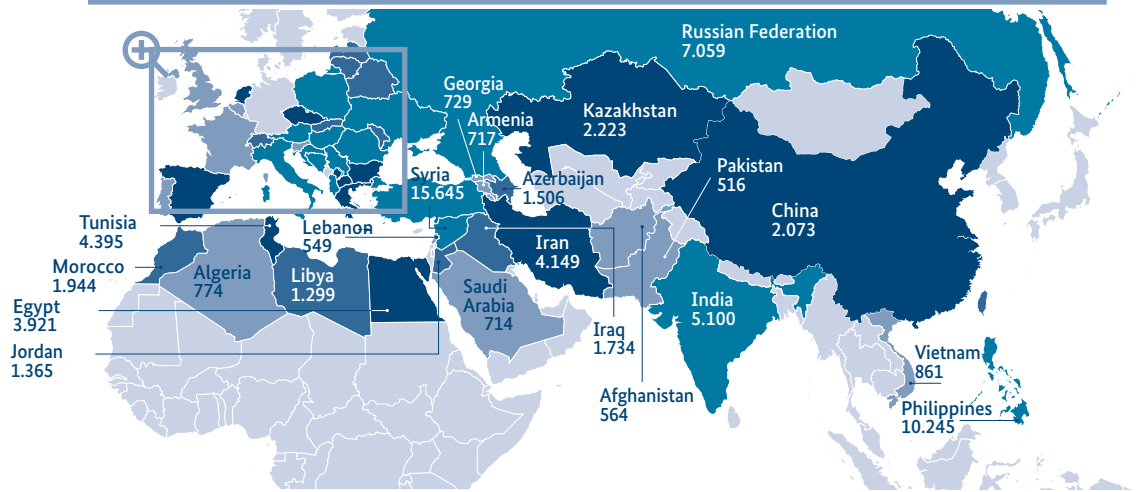 Russian Federation
7.059
Georgia
729
Armenia
717
Kazakhstan
2.223
Pakistan
516
Syria
15.645
Azerbaijan
1.506
China
2.073
Tunisia
4.395
Lebanon
549
Iran
4.149
Morocco
1.944
Algeria
774
Libya
1.299
Saudi
Arabia
714
India
5.100
Egypt
3.921
Iraq
1.734
Jordan
1.365
Vietnam
861
Afghanistan
564
Philippines
10.245